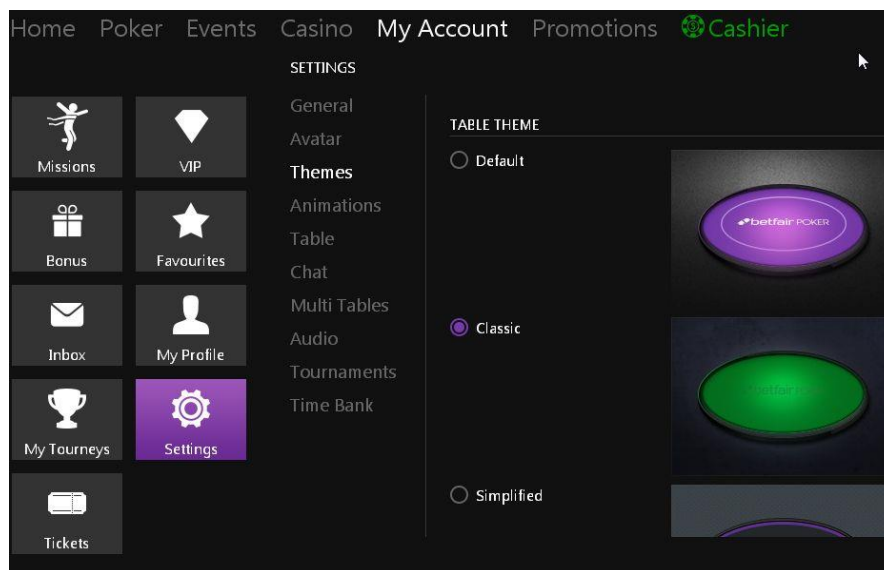 Home Poker Events Casino My Account Promotions Cashier
SETTINGS
Missions
VIP
Bonus
Favourites
Inbox
My Profile
My Tourneys
Settings
Tickets
General
Avatar
Themes
Animations
Table
Chat
Multi Tables
Audio
Tournaments
Time Bank
TABLE THEME
Default
betfair POKER
Classic
betfair
Simplified